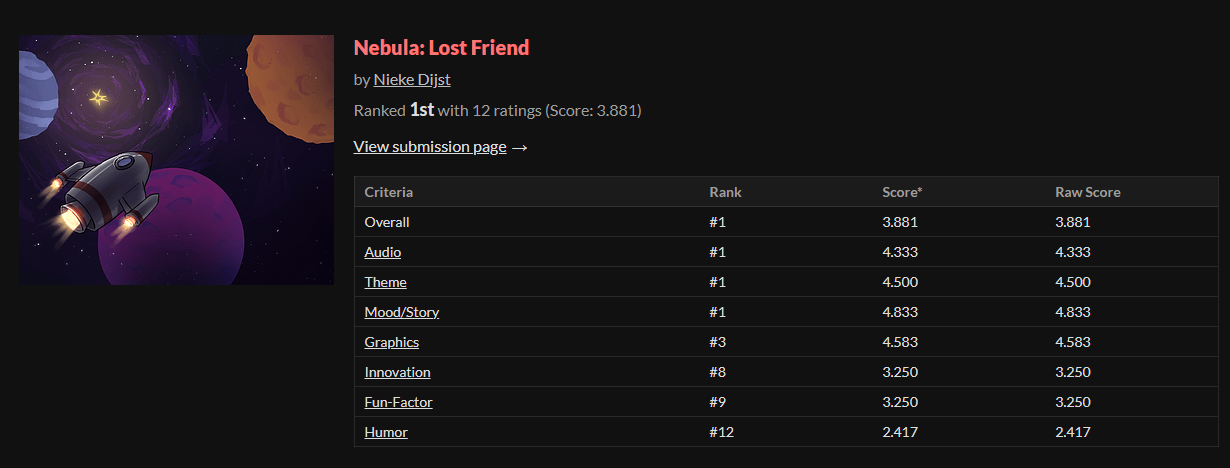 Nebula: Lost Friend
by Nieke Dijst
Ranked 1st with 12 ratings (Score: 3.881)
View submission page →
Criteria Rank Score* Raw Score
Overall #1 3.881 3.881
Audio #1 4.333 4.333
Theme #1 4.500 4.500
Mood/Story #1 4.833 4.833
Graphics #3 4.583 4.583
Innovation #8 3.250 3.250
Fun-Factor #9 3.250 3.250
Humor #12 2.417 2.417